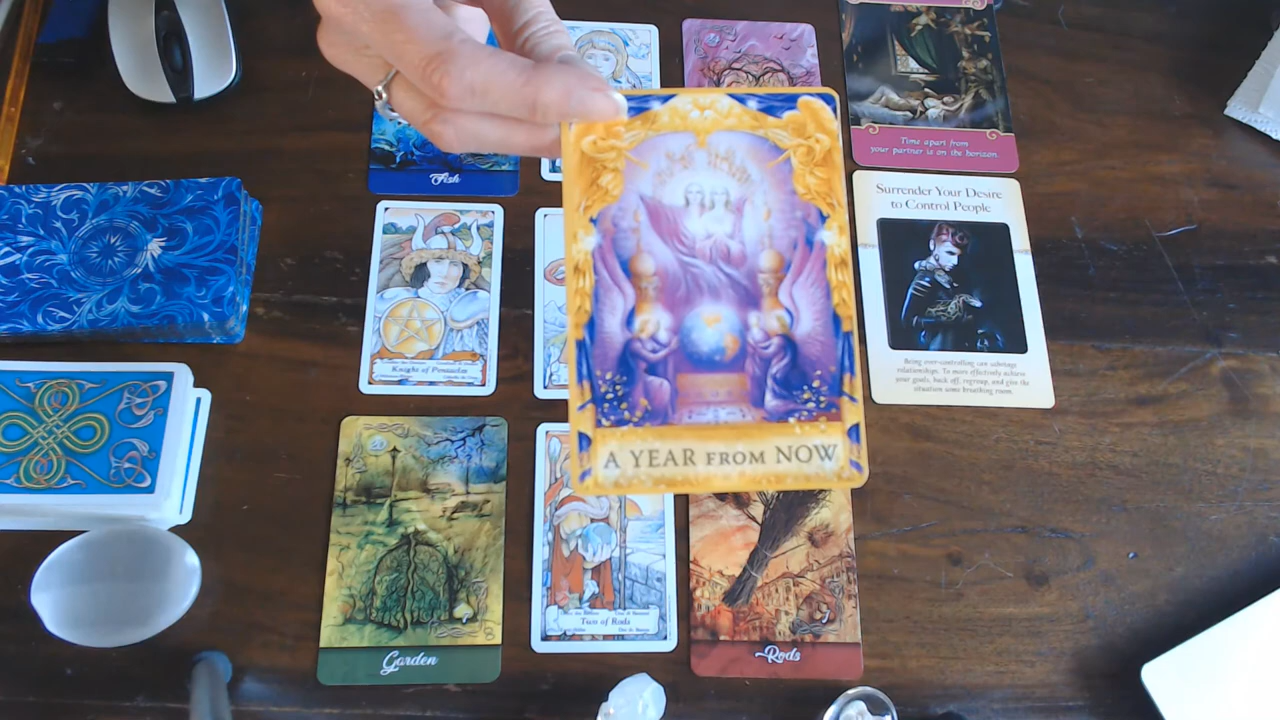 Time apart from
your partner is on the horizon.
Fish
Surrender Your Desire
to Control People
Knight of Pentacles
Being over-controlling can sabotage
relationships. To more effectively achieve
your goals, back off, regroup, and give the
situation some breathing room.
A YEAR FROM NOW
20
Two of Rods
Garden
Rods